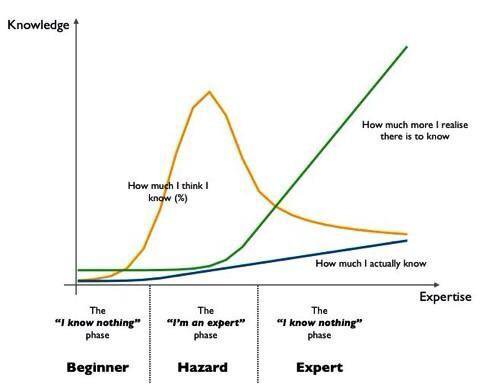 Knowledge
How much more I realise
there is to know
How much I think I
know (%)
How much I actually know
Expertise
The
"I know nothing"
phase
The
"I'm an expert"
phase
The
"I know nothing"
phase
Beginner
Hazard
Expert